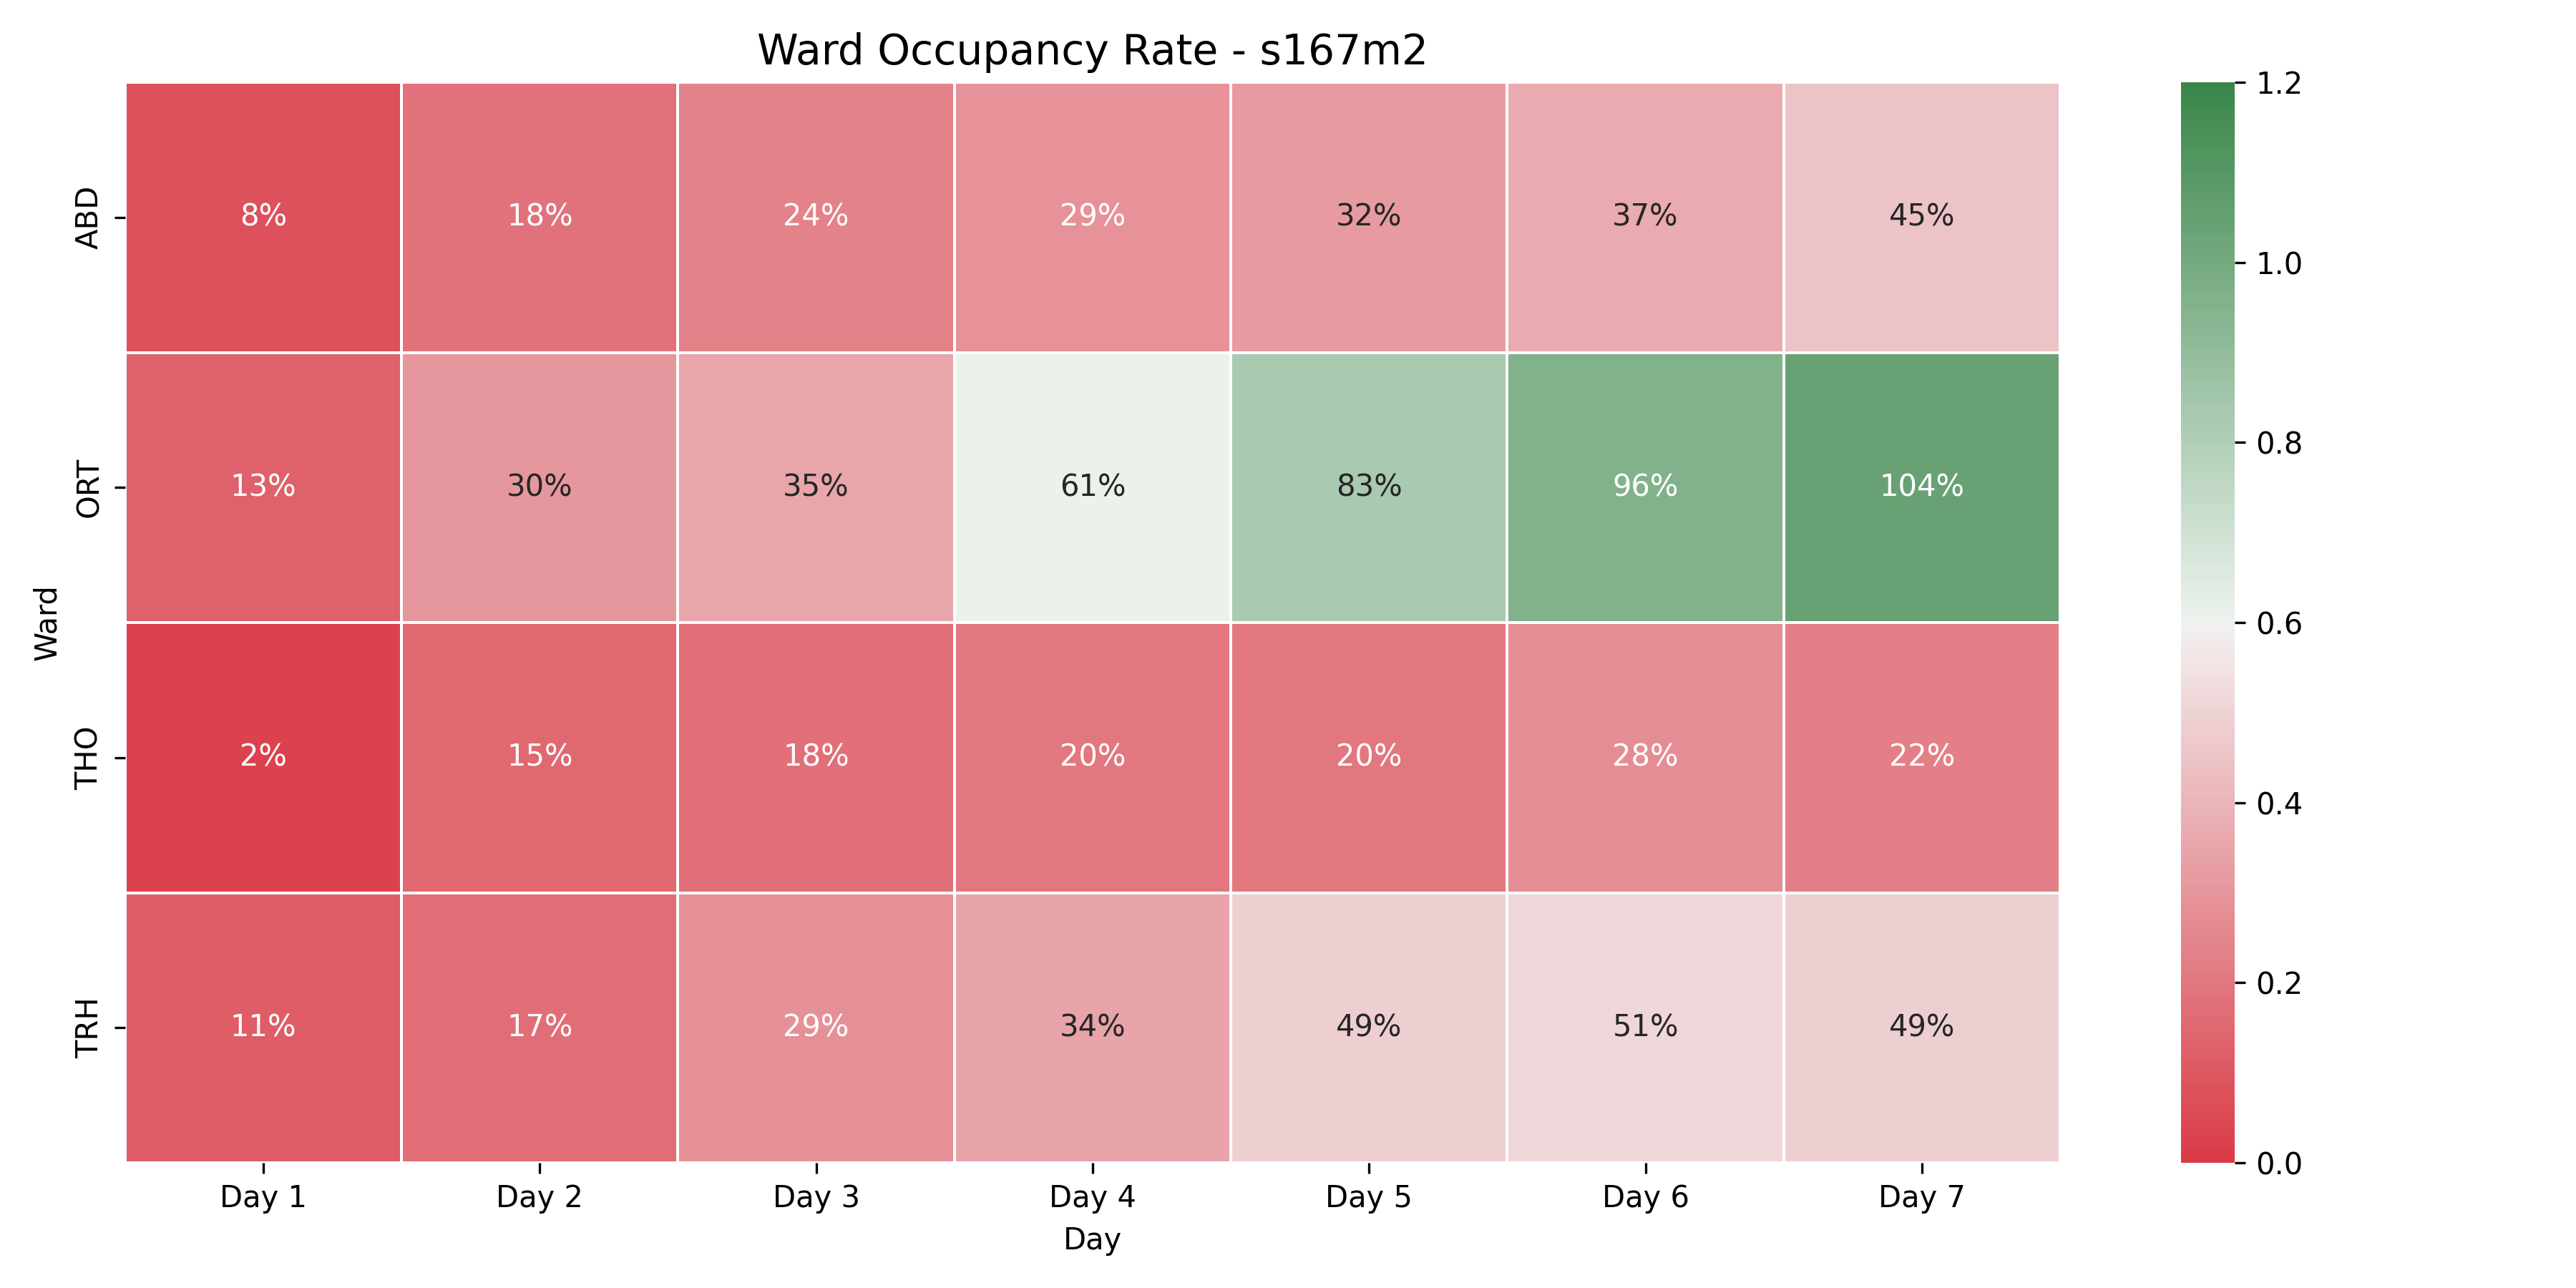 Ward Occupancy Rate - s167m2
Ward
ABD 8% 18% 24% 29% 32% 37% 45%
ORT 13% 30% 35% 61% 83% 96% 104%
THO 2% 15% 18% 20% 20% 28% 22%
TRH 11% 17% 29% 34% 49% 51% 49%
Day 1 Day 2 Day 3 Day 4 Day 5 Day 6 Day 7
Day
1.2
1.0
0.8
0.6
0.4
0.2
0.0